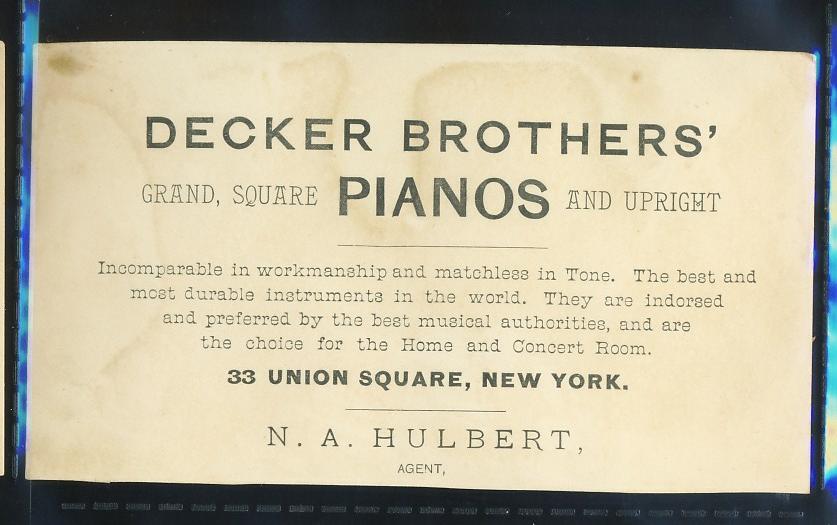 DECKER BROTHERS'
GRAND, SQUARE PIANOS AND UPRIGHT
Incomparable in workmanship and matchless in Tone. The best and
most durable instruments in the world. They are indorsed
and preferred by the best musical authorities, and are
the choice for the Home and Concert Room.
33 UNION SQUARE, NEW YORK.
N. A. HULBERT,
AGENT,